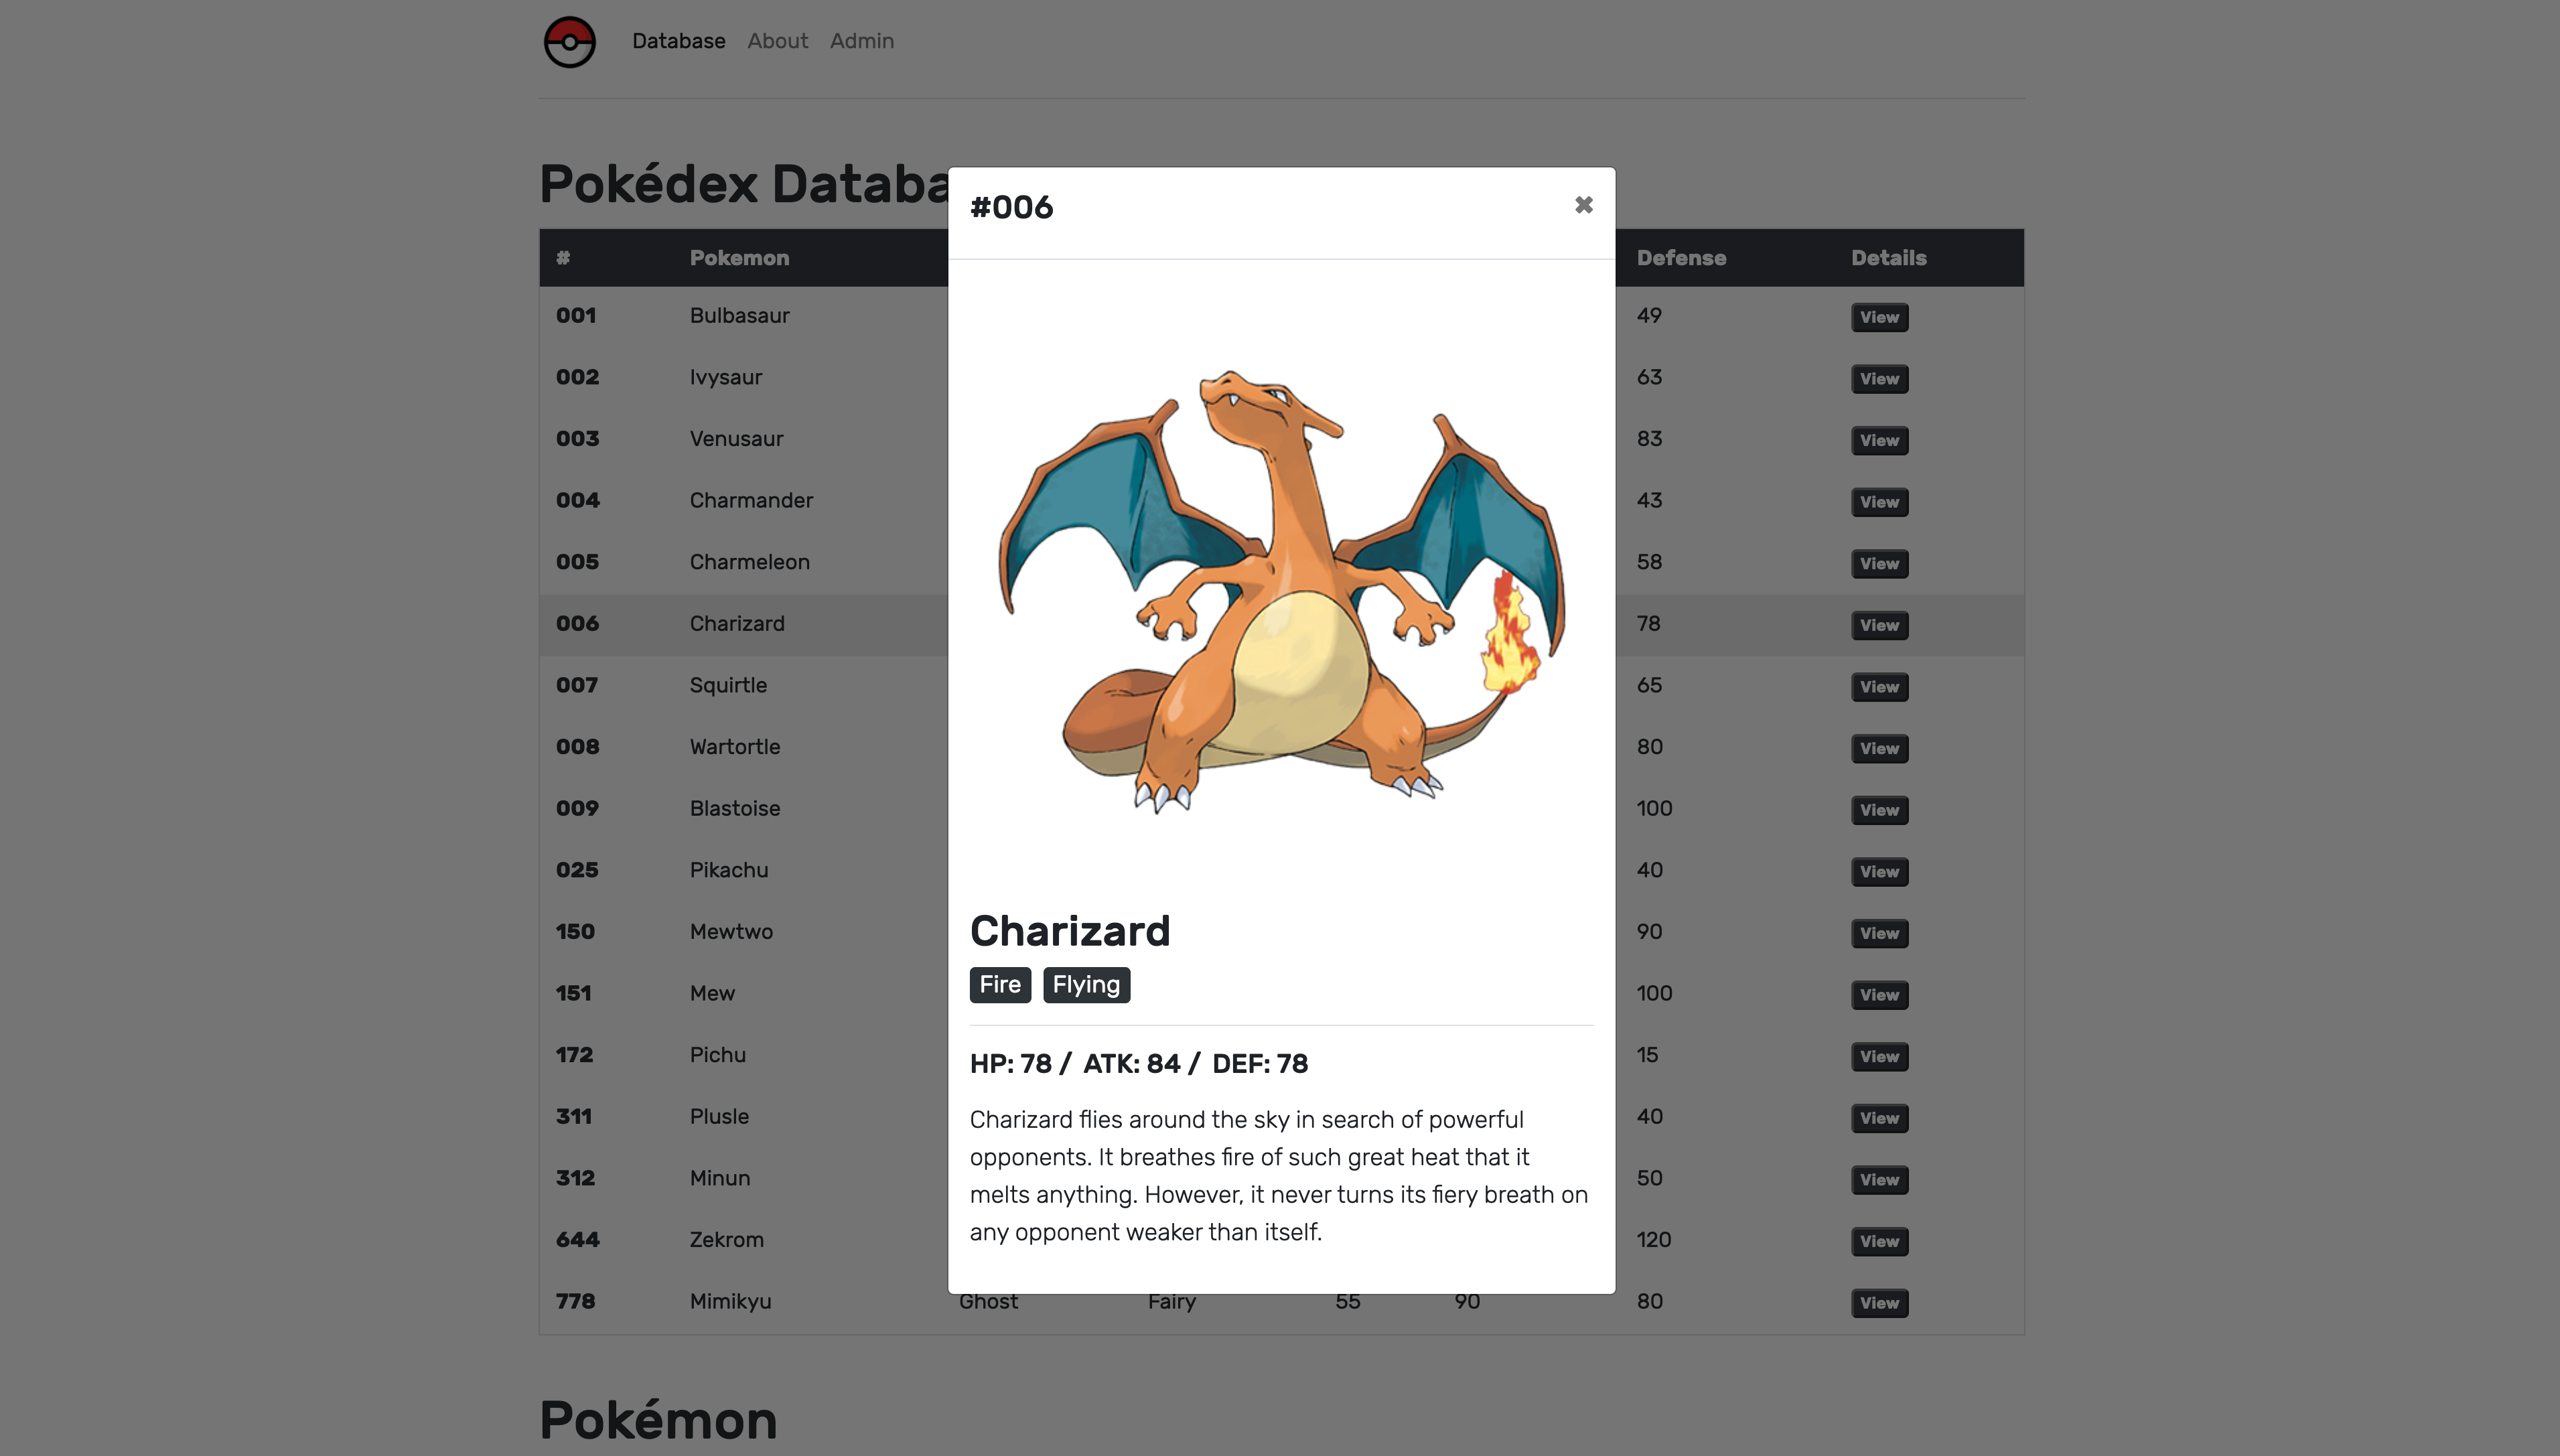 Database About Admin
Pokédex Databa
#006 ✖
# Pokemon Defense Details
001 Bulbasaur 49 View
002 Ivysaur 63 View
003 Venusaur 83 View
004 Charmander 43 View
005 Charmeleon 58 View
006 Charizard 78 View
007 Squirtle 65 View
008 Wartortle 80 View
009 Blastoise 100 View
025 Pikachu 40 View
150 Mewtwo 90 View
151 Mew 100 View
172 Pichu 15 View
311 Plusle 40 View
312 Minun 50 View
644 Zekrom 120 View
778 Mimikyu Ghost Fairy 55 90 80 View
Charizard
Fire Flying
HP: 78 / ATK: 84 / DEF: 78
Charizard flies around the sky in search of powerful
opponents. It breathes fire of such great heat that it
melts anything. However, it never turns its fiery breath on
any opponent weaker than itself.
Pokémon